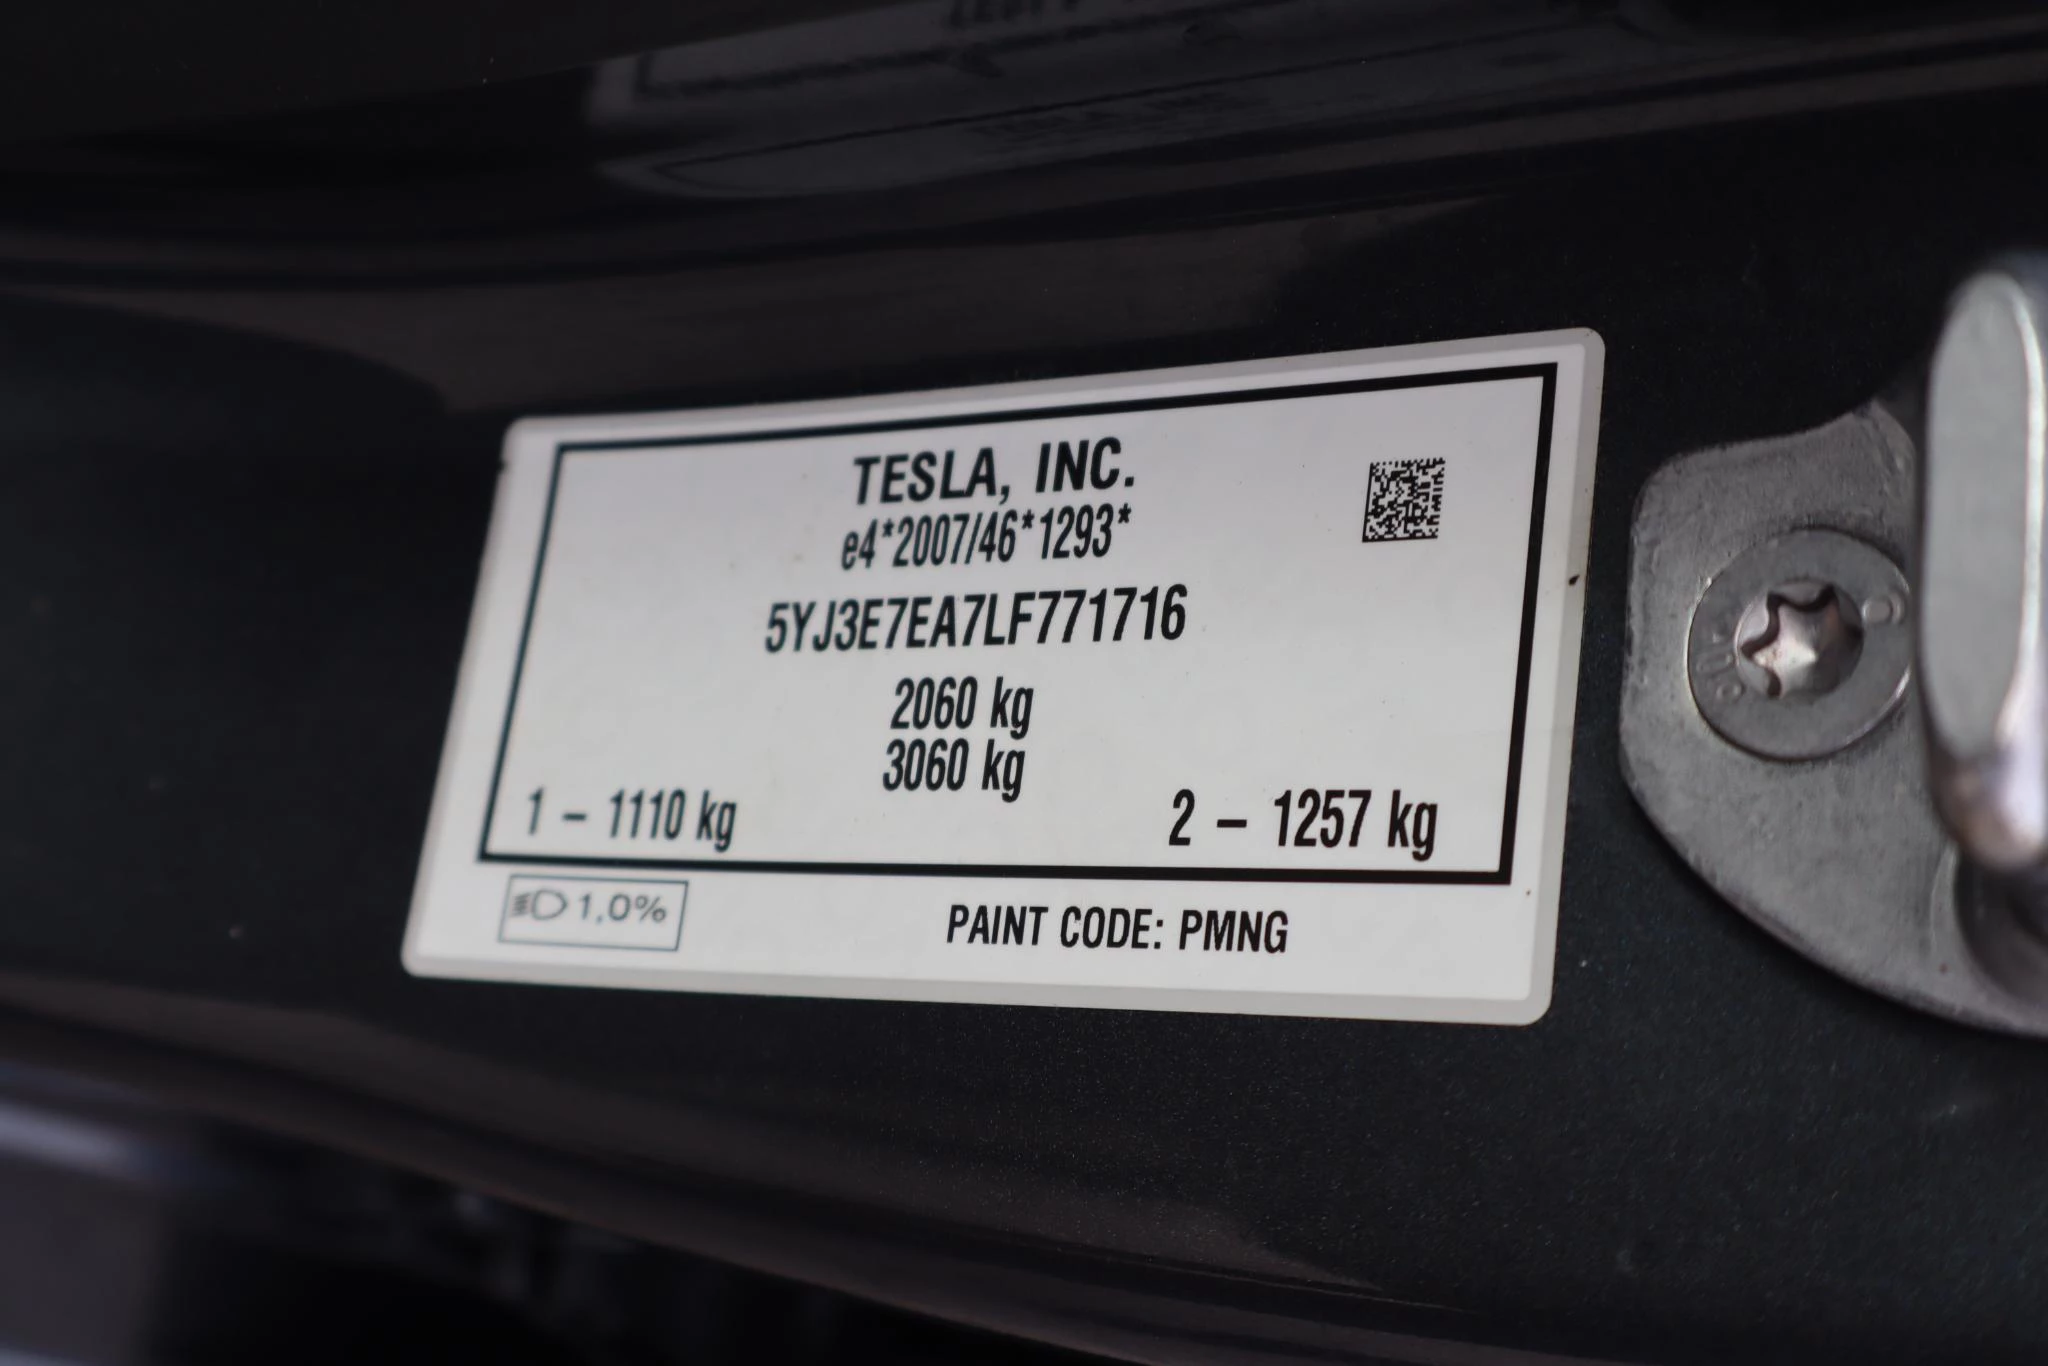 TESLA, INC.
e4*2007/46*1293*
5YJ3E7EA7LF771716
2060 kg
3060 kg
1 – 1110 kg
2 – 1257 kg
1.0%
PAINT CODE: PMNG